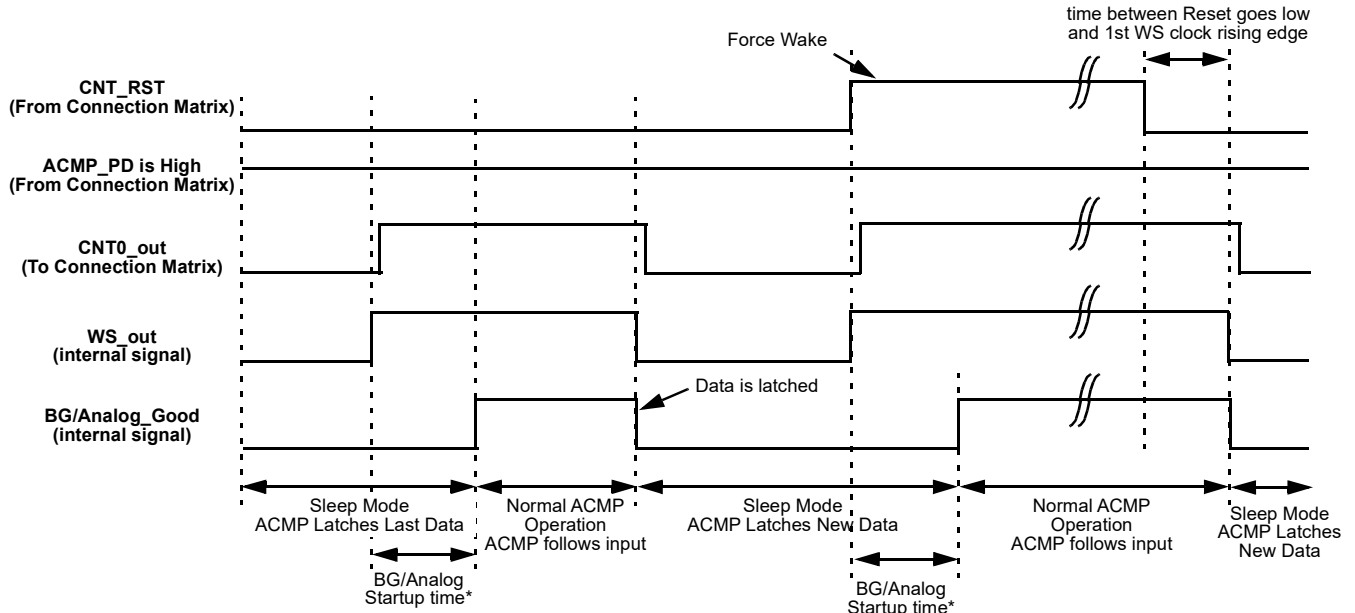 time between Reset goes low
and 1st WS clock rising edge
Force Wake
CNT_RST
(From Connection Matrix)
ACMP_PD is High
(From Connection Matrix)
CNT0_out
(To Connection Matrix)
WS_out
(internal signal)
Data is latched
BG/Analog_Good
(internal signal)
Sleep Mode
ACMP Latches Last Data
Normal ACMP
Operation
ACMP follows input
Sleep Mode
ACMP Latches New Data
Normal ACMP
Operation
ACMP follows input
Sleep Mode
ACMP Latches
New Data
BG/Analog
Startup time*
BG/Analog
Startup time*